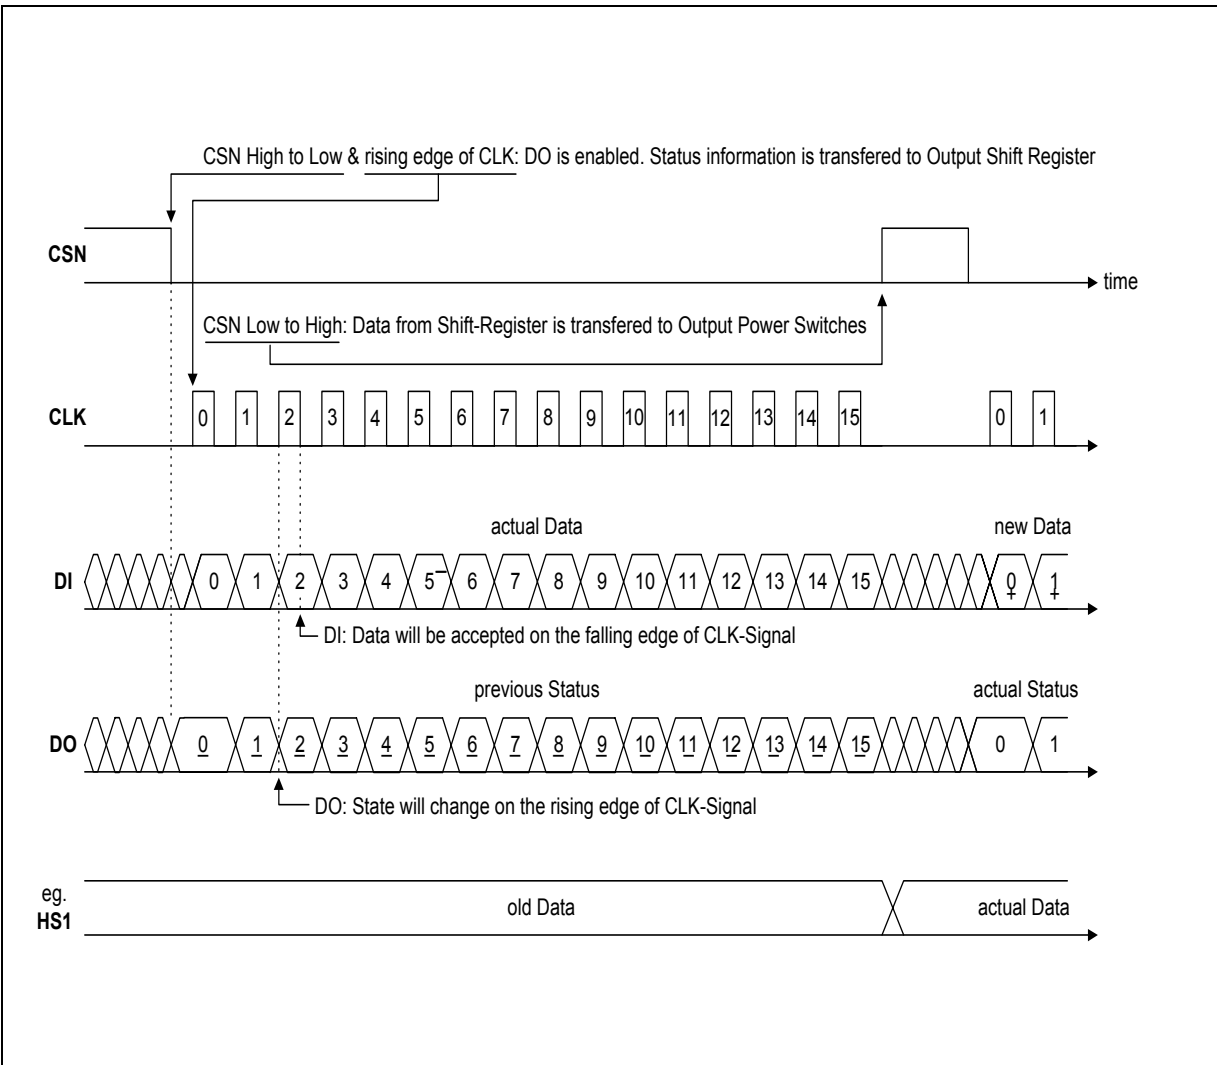 CSN High to Low & rising edge of CLK: DO is enabled. Status information is transfered to Output Shift Register
CSN
time
CSN Low to High: Data from Shift-Register is transfered to Output Power Switches
CLK
0 1 2 3 4 5 6 7 8 9 10 11 12 13 14 15 0 1
actual Data new Data
DI 0 1 2 3 4 5 6 7 8 9 10 11 12 13 14 15 0 1
DI: Data will be accepted on the falling edge of CLK-Signal
previous Status actual Status
DO 0 1 2 3 4 5 6 7 8 9 10 11 12 13 14 15 0 1
DO: State will change on the rising edge of CLK-Signal
eg.
HS1
old Data actual Data